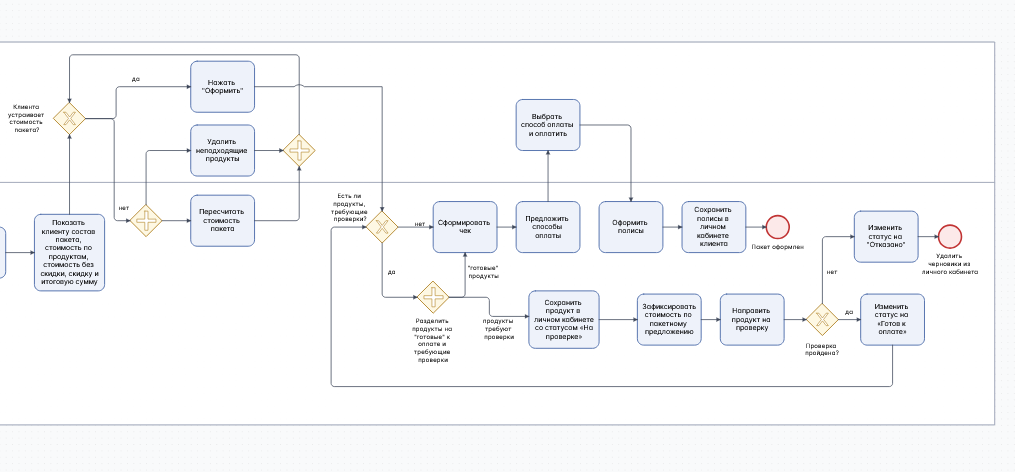 да
Нажать
"Оформить"
Клиента
устраивает
стоимость
пакета?
Удалить
неподходящие
продукты
нет
Пересчитать
стоимость
пакета
Показать
клиенту состав
пакета,
стоимость по
продуктам,
стоимость без
скидки, скидку и
итоговую сумму
Выбрать
способ оплаты
и оплатить
Есть ли
продукты,
требующие
проверки?
нет
Сформировать
чек
Предложить
способы
оплаты
Оформить
полисы
Сохранить
полисы в
личном
кабинете
клиента
Пакет оформлен
да
"готовые"
продукты
Разделить
продукты на
"готовые" к
оплате и
требующие
проверки
продукты
требуют
проверки
Сохранить
продукт в
личном кабинете
со статусом «На
проверке»
Зафиксировать
стоимость по
пакетному
предложению
Направить
продукт на
проверку
Проверка
пройдена?
нет
да
Изменить
статус на
"Отказано"
Удалить
черновики из
личного кабинета
Изменить
статус на
«Готов к
оплате»